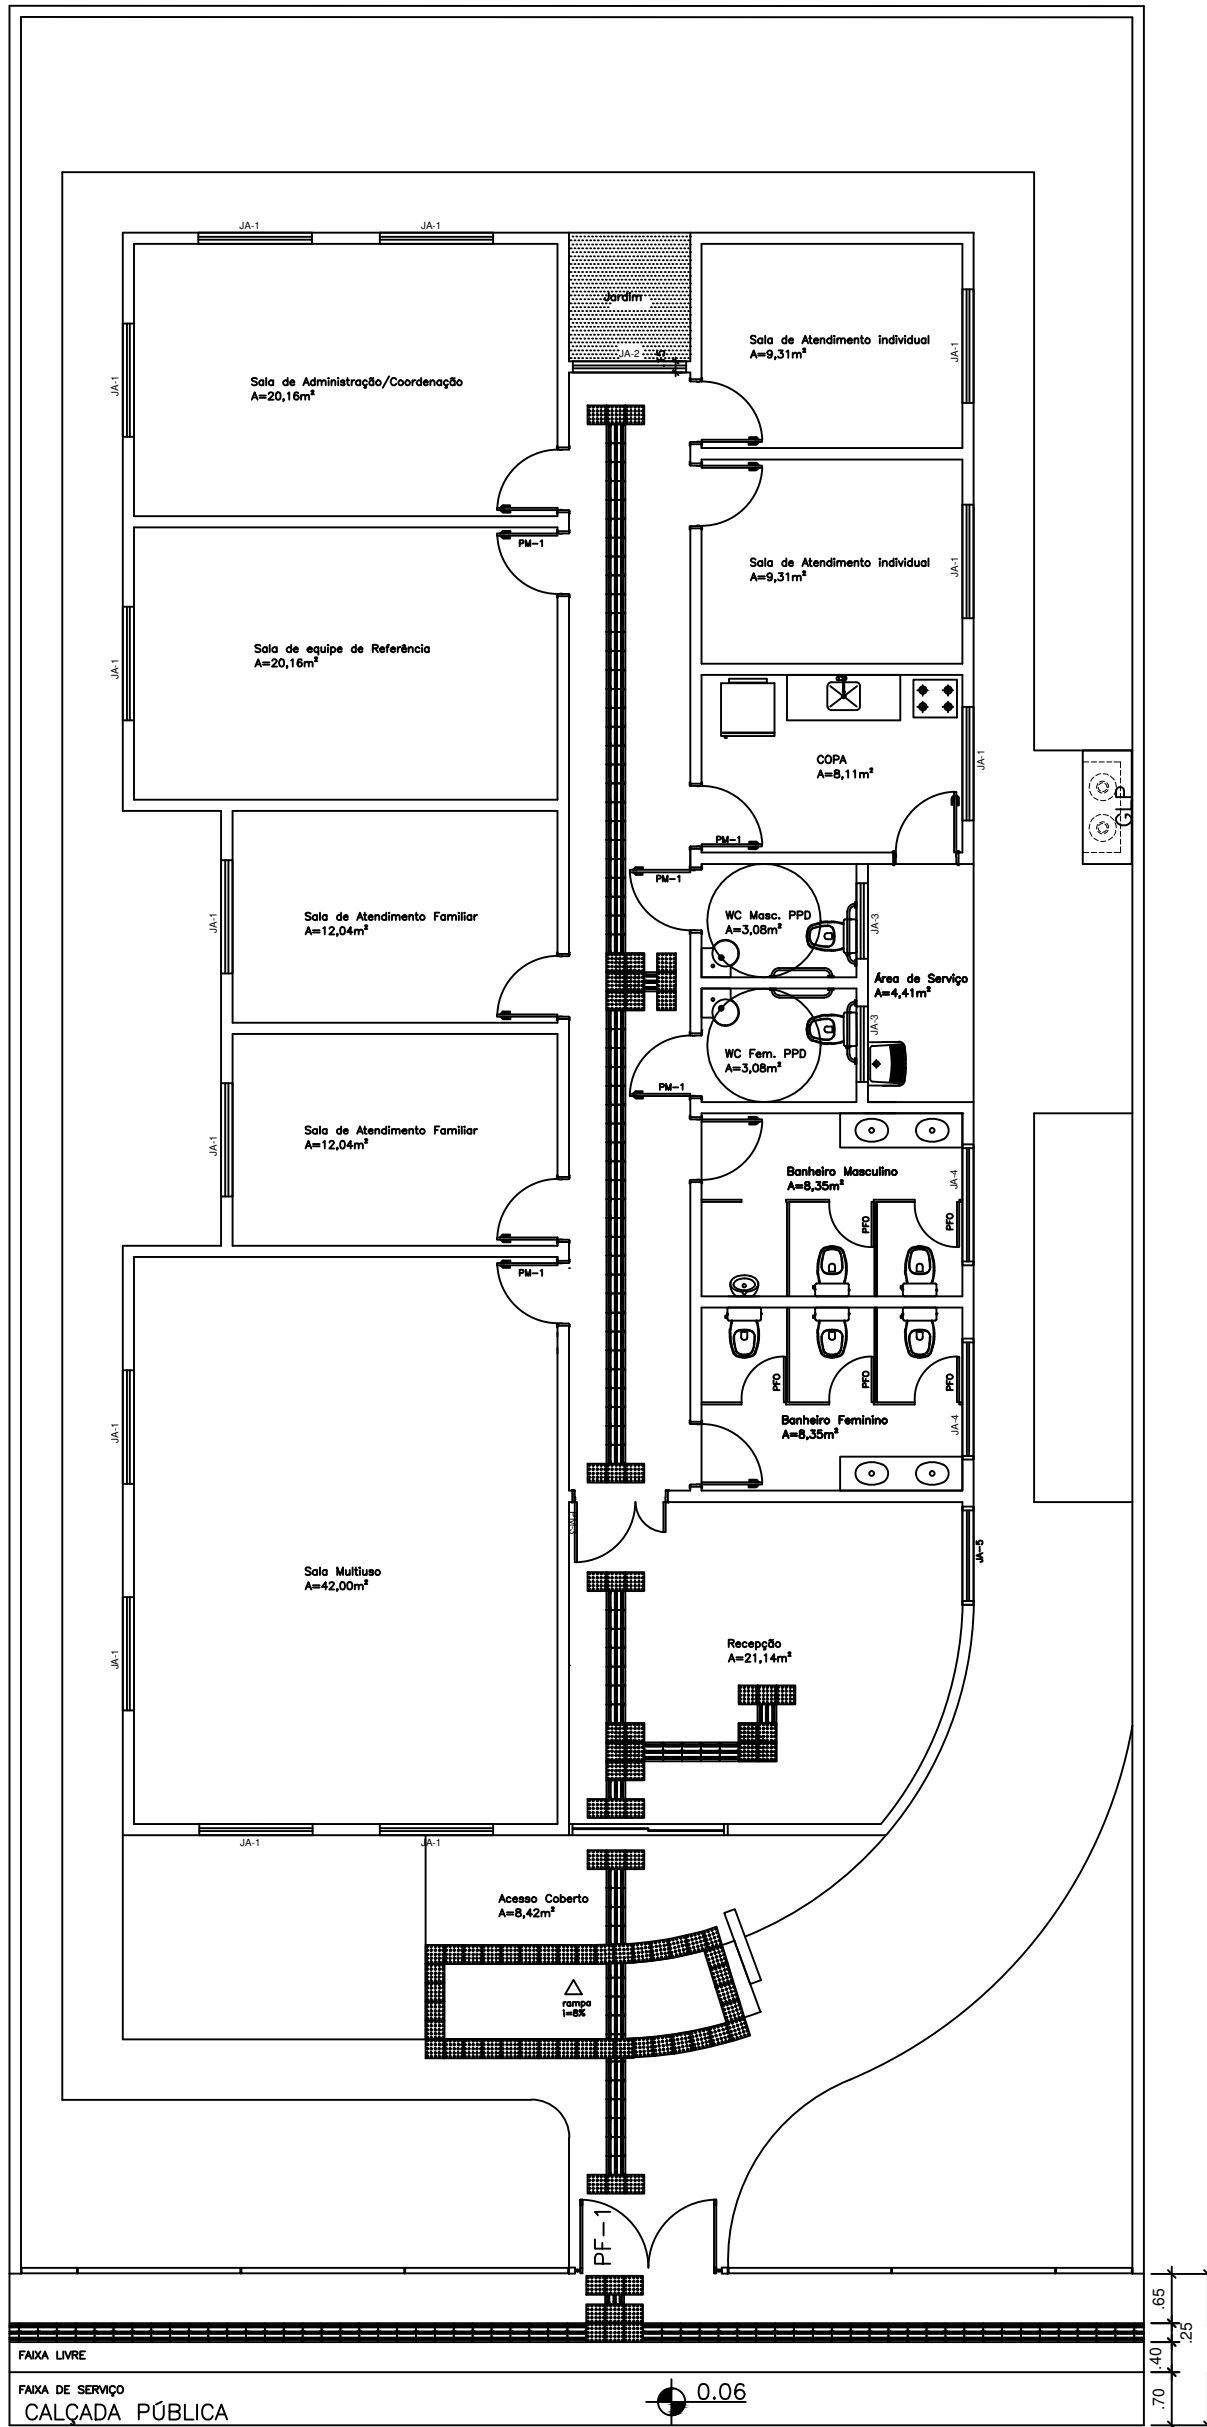 JA-1
JA-1
Jardim
JA-2
Sala de Atendimento individual
A=9,31m²
JA-1
JA-1
Sala de Administração/Coordenação
A=20,16m²
PM-1
Sala de Atendimento individual
A=9,31m²
JA-1
JA-1
Sala de equipe de Referência
A=20,16m²
COPA
A=8,11m²
JA-1
GLP
PM-1
PM-1
JA-1
Sala de Atendimento Familiar
A=12,04m²
WC Masc. PPD
A=3,08m²
JA-3
Área de Serviço
A=4,41m²
JA-3
WC Fem. PPD
A=3,08m²
PM-1
JA-1
Sala de Atendimento Familiar
A=12,04m²
Banheiro Masculino
A=8,35m²
JA-4
PFO
PFO
PM-1
PFO
PFO
PFO
Banheiro Feminino
A=8,35m²
JA-4
JA-1
JA-5
Sala Multiuso
A=42,00m²
JA-1
Recepção
A=21,14m²
JA-1
JA-1
Acesso Coberto
A=8,42m²
rampa
i=8%
PF-1
.65
.25
.40
.70
FAIXA LIVRE
FAIXA DE SERVIÇO
CALÇADA PÚBLICA
0.06